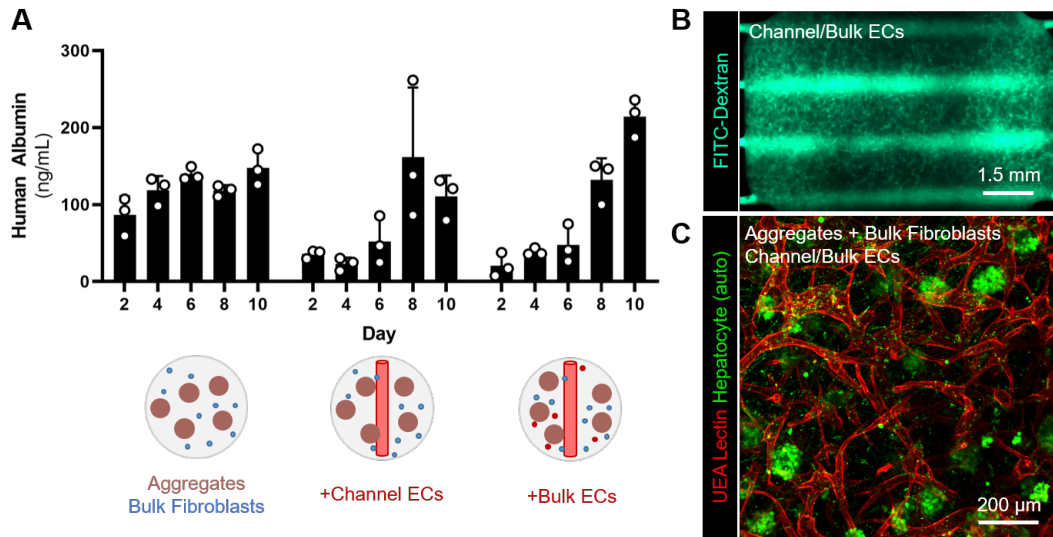 A
Human Albumin
(ng/mL)
300
200
100
0
2 4 6 8 10 2 4 6 8 10 2 4 6 8 10
Day
Aggregates
Bulk Fibroblasts
+Channel ECs
+Bulk ECs
B
FITC-Dextran
Channel/Bulk ECs
1.5 mm
C
UEA Lectin Hepatocyte (auto)
Aggregates + Bulk Fibroblasts
Channel/Bulk ECs
200 µm